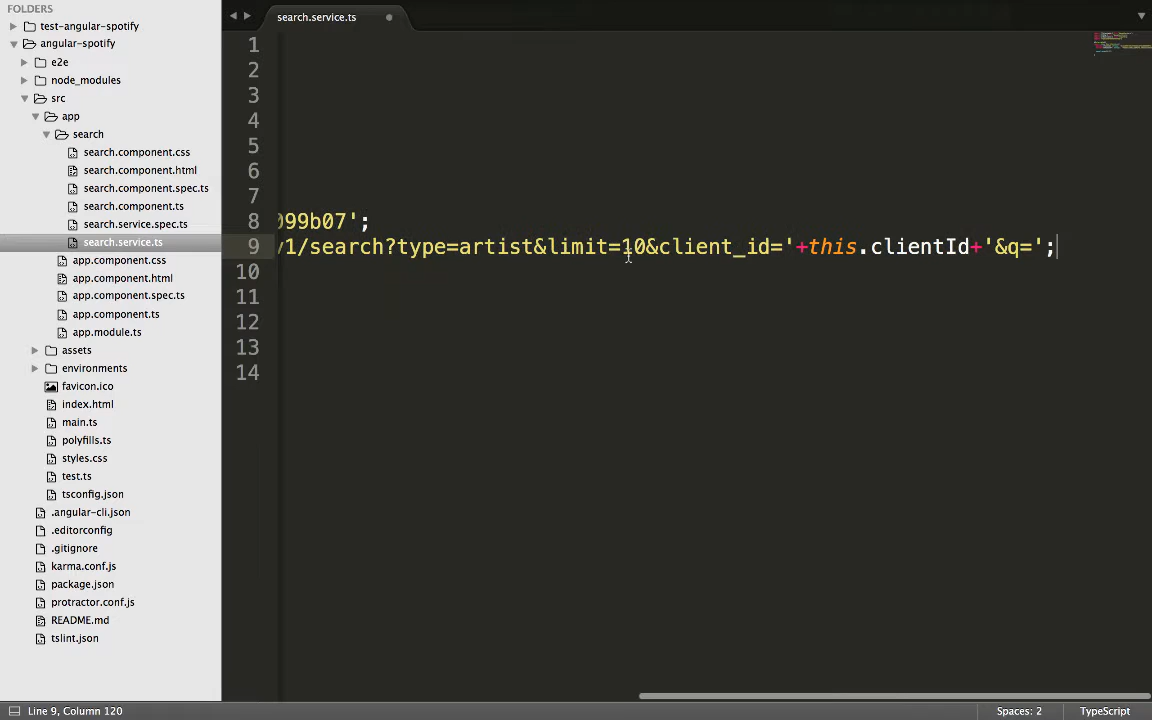 FOLDERS
test-angular-spotify
angular-spotify
e2e
node_modules
src
app
search
search.component.css
search.component.html
search.component.spec.ts
search.component.ts
search.service.spec.ts
search.service.ts
app.component.css
app.component.html
app.component.spec.ts
app.component.ts
app.module.ts
assets
environments
favicon.ico
index.html
main.ts
polyfills.ts
styles.css
test.ts
tsconfig.json
.angular-cli.json
.editorconfig
.gitignore
karma.conf.js
package.json
protractor.conf.js
README.md
tslint.json
search.service.ts
1
2
3
4
5
6
7
8 099b07';
9 v1/search?type=artist&limit=10&client_id='+this.clientId+'&q=';
10
11
12
13
14
Line 9, Column 120
Spaces: 2
TypeScript